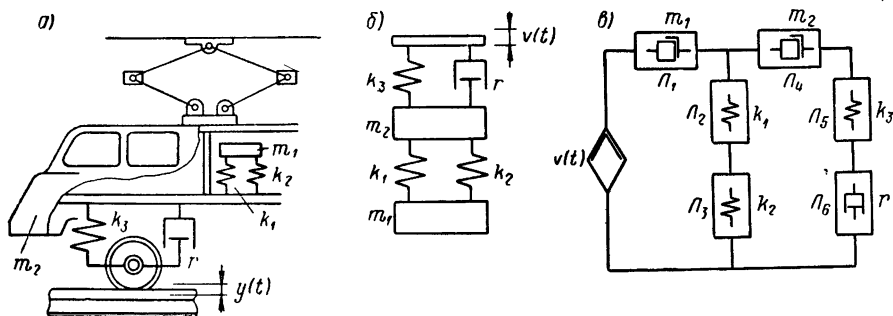 а)
m₁
k₂
k₁
k₃
r
m₂
y(t)
б)
v(t)
k₃
r
m₂
k₁
k₂
m₁
в)
m₁
m₂
П₁
П₄
П₂
k₁
П₅
k₃
v(t)
П₃
k₂
П₆
r